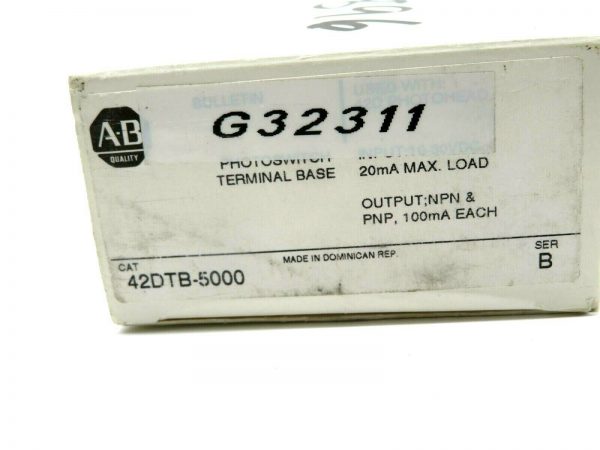 A-B
QUALITY
BULLETIN
USED WITH:
G32311
PHOTOSWITCH
TERMINAL BASE
20mA MAX. LOAD
OUTPUT;NPN &
PNP, 100mA EACH
MADE IN DOMINICAN REP.
CAT
42DTB-5000
SER
B